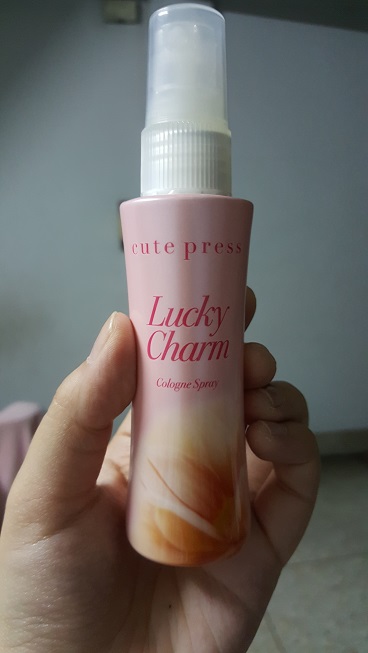 cute press
Lucky
Charm
Cologne Spray